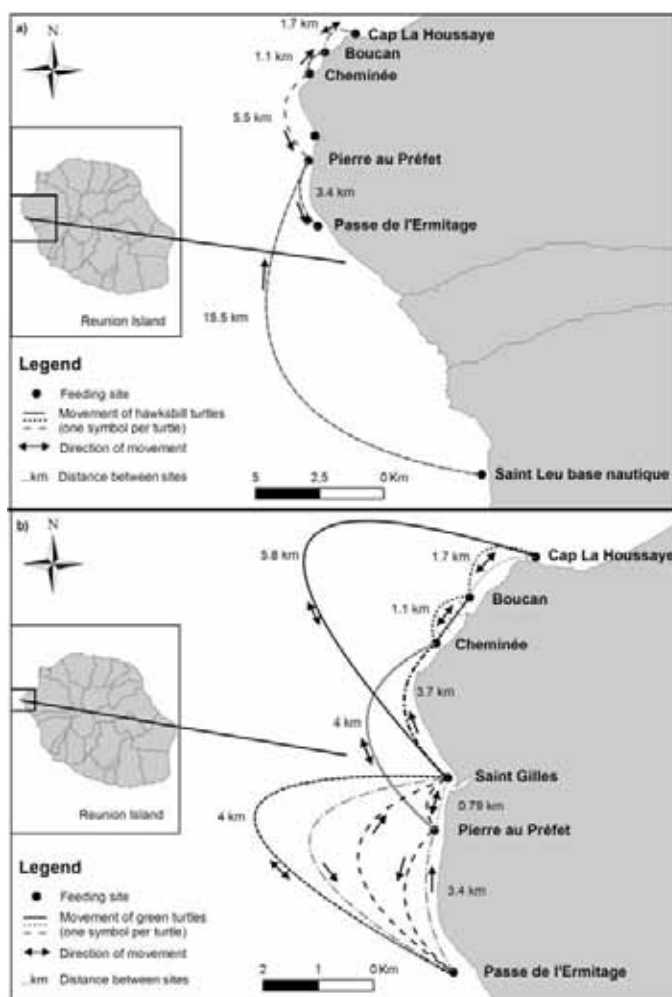 a)
N
1.7 km
Cap La Houssaye
Boucan
1.1 km
Cheminée
5.5 km
Pierre au Préfet
3.4 km
Passe de l'Ermitage
Reunion Island
15.5 km
Legend
Feeding site
Movement of hawksbill turtles
(one symbol per turtle)
Direction of movement
...km Distance between sites
5 2,5 0 Km
Saint Leu base nautique
b)
N
5.8 km
1.7 km
Cap La Houssaye
Boucan
1.1 km
Cheminée
3.7 km
4 km
Saint Gilles
Reunion Island
4 km
0.79 km
Pierre au Préfet
Legend
Feeding site
3.4 km
Movement of green turtles
(one symbol per turtle)
Direction of movement
...km Distance between sites
2 1 0 Km
Passe de l'Ermitage